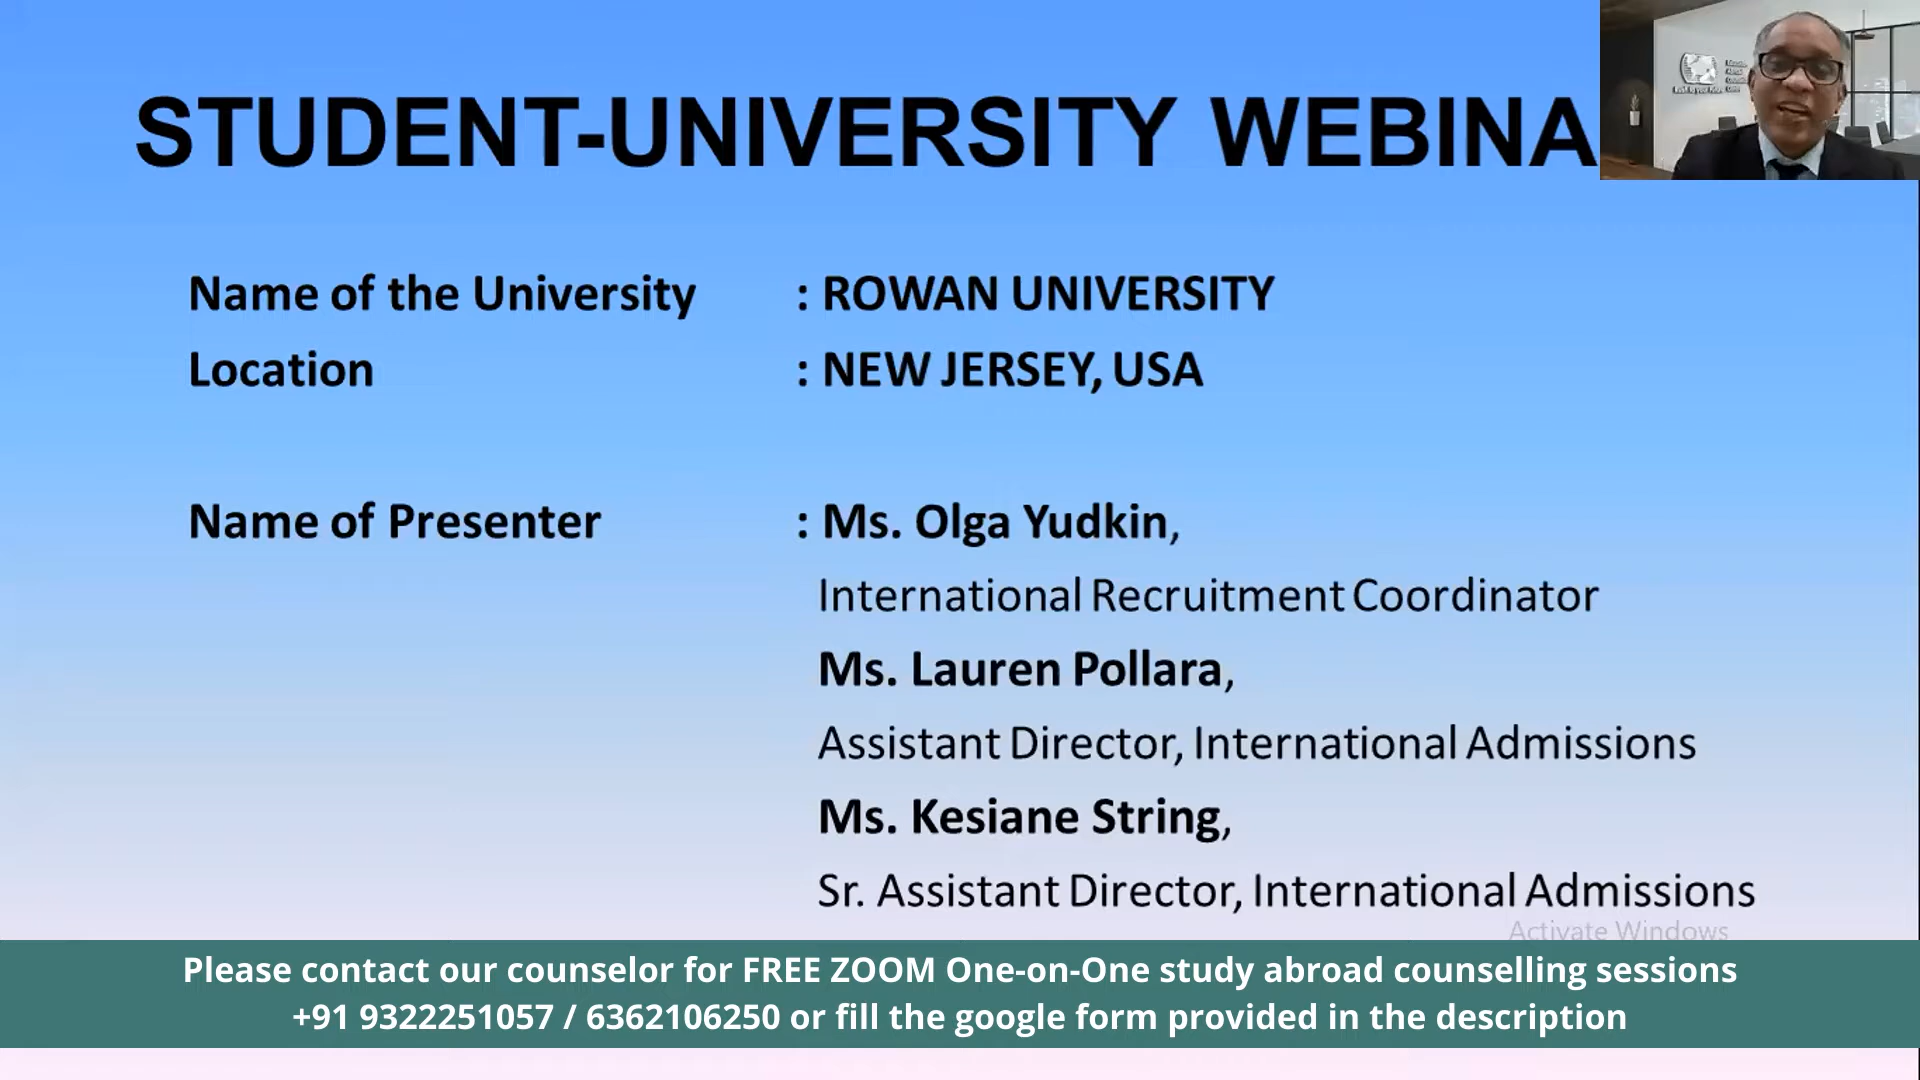 STUDENT-UNIVERSITY WEBINA
Name of the University : ROWAN UNIVERSITY
Location : NEW JERSEY, USA
Name of Presenter : Ms. Olga Yudkin,
International Recruitment Coordinator
Ms. Lauren Pollara,
Assistant Director, International Admissions
Ms. Kesiane String,
Sr. Assistant Director, International Admissions
Activate Windows
Please contact our counselor for FREE ZOOM One-on-One study abroad counselling sessions
+91 9322251057 / 6362106250 or fill the google form provided in the description